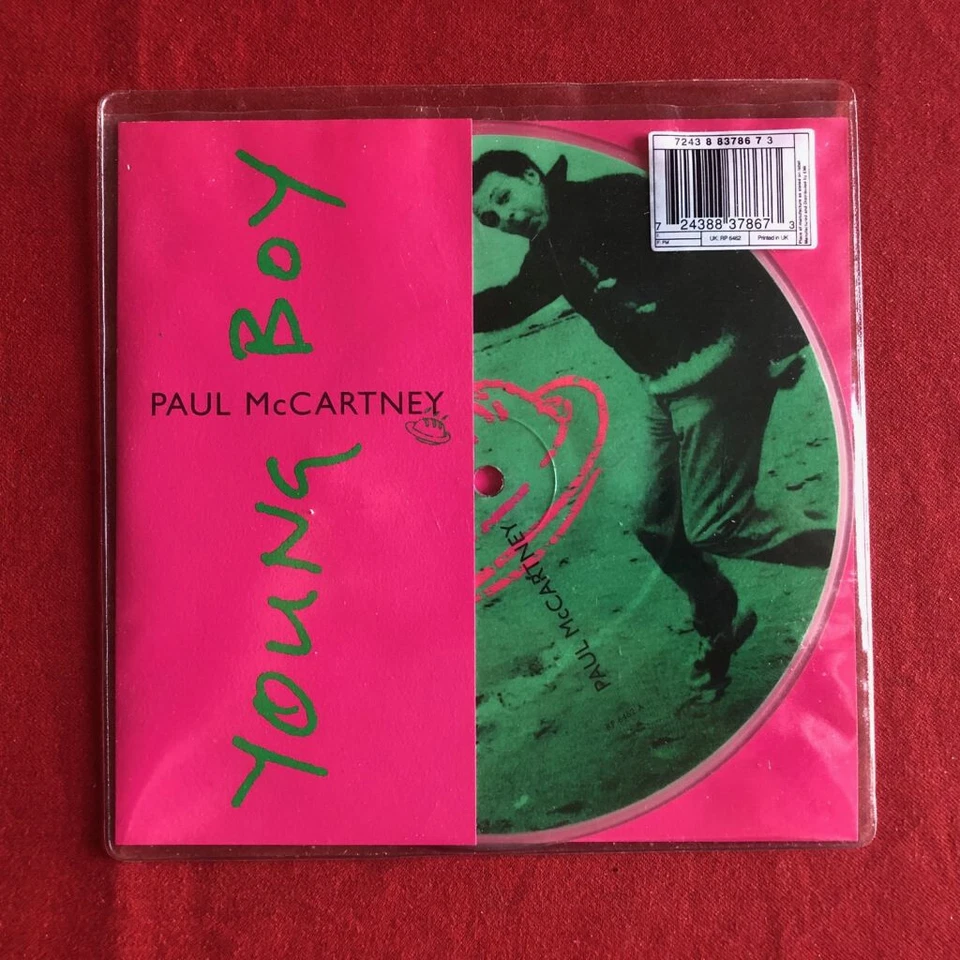 YOUNG BOY
PAUL McCARTNEY
7243 8 83786 7 3
7 24388 37867 3
UK: RP 6462
Printed in UK
PAUL McCARTNEY